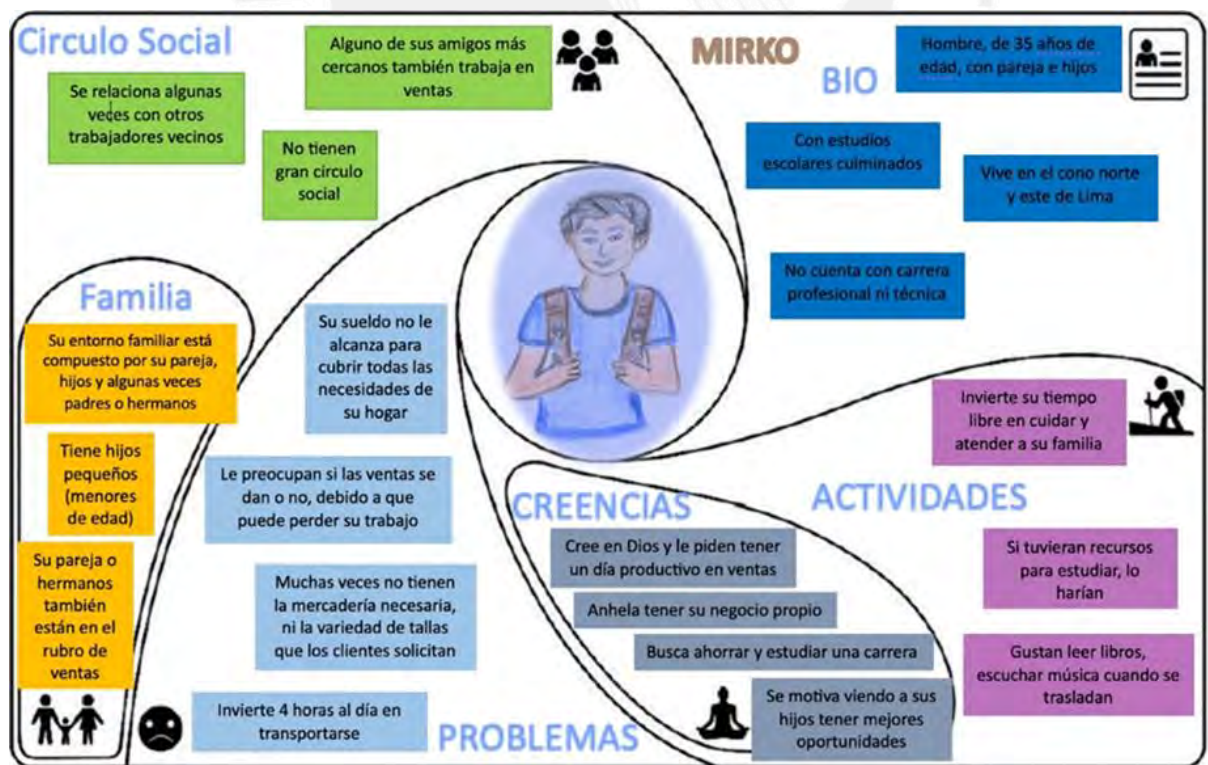 Circulo Social
Alguno de sus amigos más
cercanos también trabaja en
ventas
Se relaciona algunas
veces con otros
trabajadores vecinos
No tienen
gran circulo
social
MIRKO
BIO
Hombre, de 35 años de
edad, con pareja e hijos
Con estudios
escolares culminados
Vive en el cono norte
y este de Lima
No cuenta con carrera
profesional ni técnica
Familia
Su entorno familiar está
compuesto por su pareja,
hijos y algunas veces
padres o hermanos
Tiene hijos
pequeños
(menores
de edad)
Su pareja o
hermanos
también
están en el
rubro de
ventas
Su sueldo no le
alcanza para
cubrir todas las
necesidades de
su hogar
Le preocupan si las ventas se
dan o no, debido a que
puede perder su trabajo
Muchas veces no tienen
la mercadería necesaria,
ni la variedad de tallas
que los clientes solicitan
Invierte 4 horas al día en
transportarse
PROBLEMAS
CREENCIAS
Cree en Dios y le piden tener
un día productivo en ventas
Anhela tener su negocio propio
Busca ahorrar y estudiar una carrera
Se motiva viendo a sus
hijos tener mejores
oportunidades
ACTIVIDADES
Invierte su tiempo
libre en cuidar y
atender a su familia
Si tuvieran recursos
para estudiar, lo
harían
Gustan leer libros,
escuchar música cuando se
trasladan